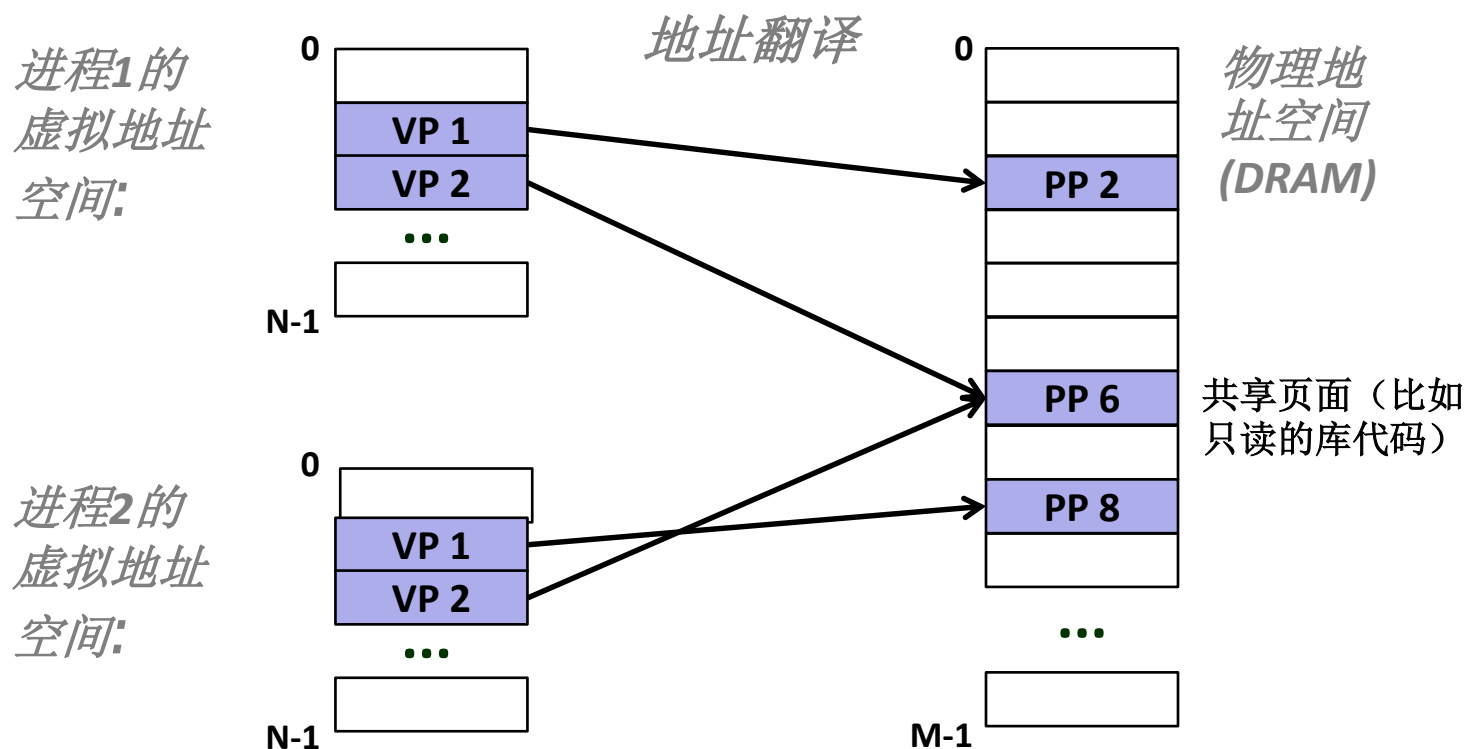 地址翻译
进程1的
虚拟地址
空间:
0
VP 1
VP 2
...
N-1
0
PP 2
PP 6
PP 8
...
M-1
物理地
址空间
(DRAM)
共享页面（比如
只读的库代码）
进程2的
虚拟地址
空间:
0
VP 1
VP 2
...
N-1